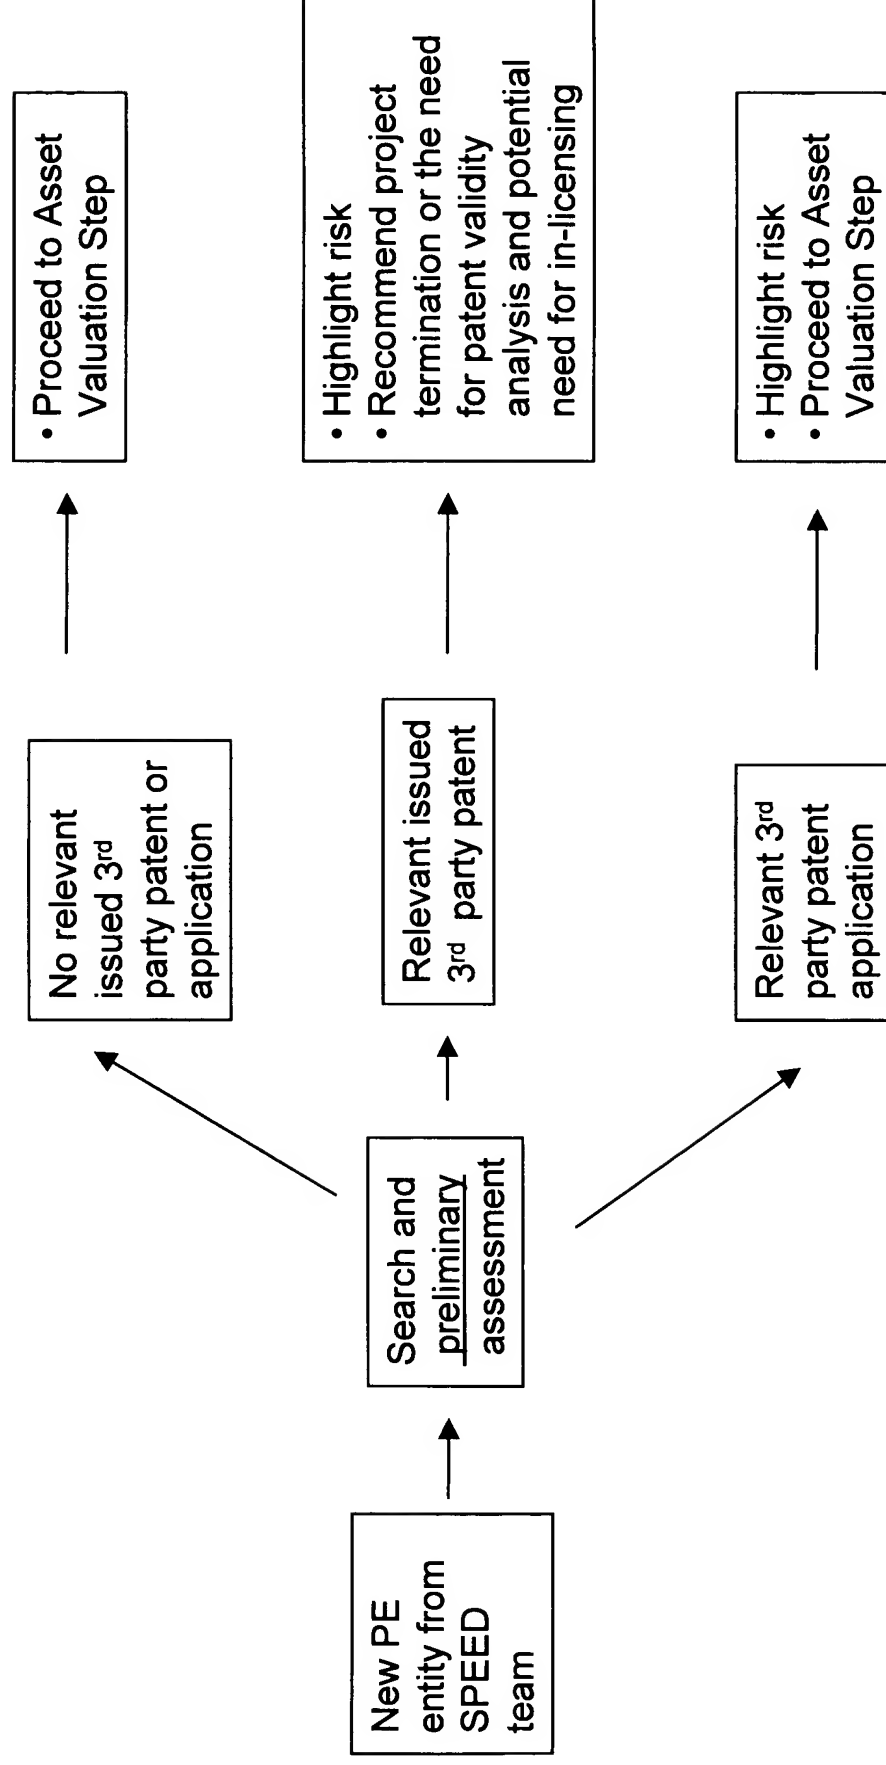 New PE
entity from
SPEED
team
Search and
preliminary
assessment
No relevant
issued 3rd
party patent or
application
• Proceed to Asset
Valuation Step
Relevant issued
3rd party patent
• Highlight risk
• Recommend project
termination or the need
for patent validity
analysis and potential
need for in-licensing
Relevant 3rd
party patent
application
• Highlight risk
• Proceed to Asset
Valuation Step